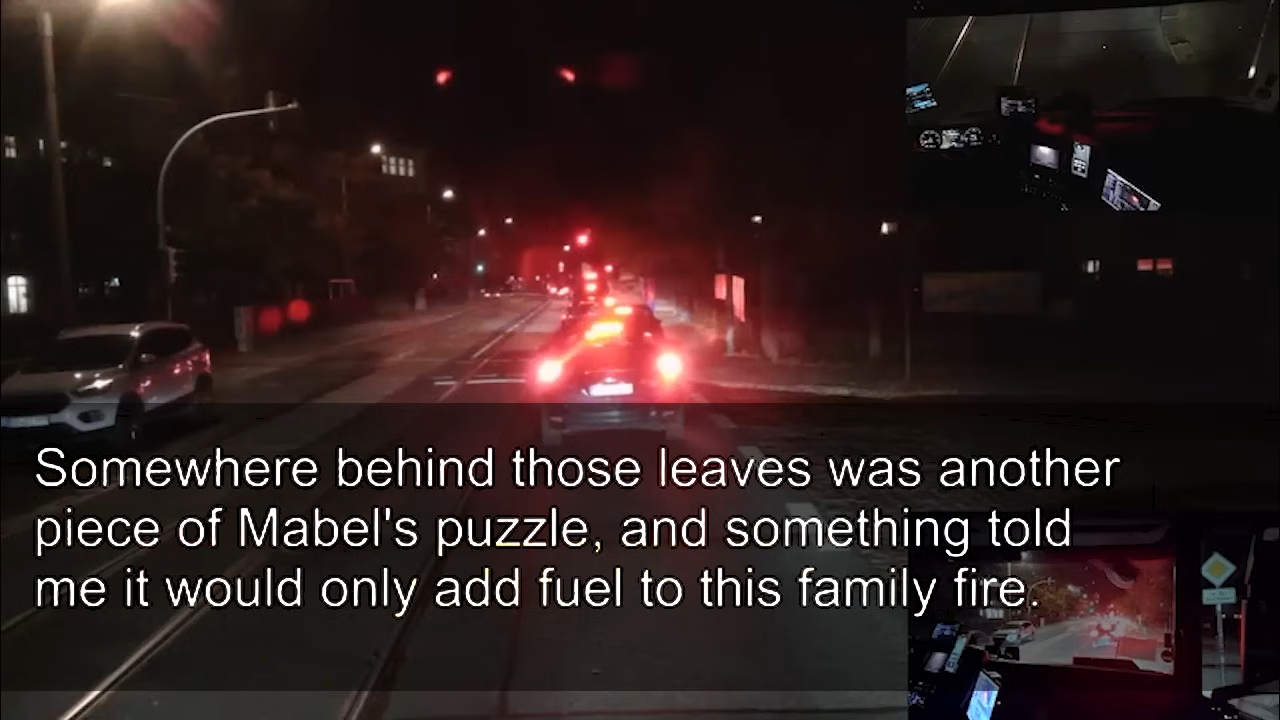 Somewhere behind those leaves was another
piece of Mabel's puzzle, and something told
me it would only add fuel to this family fire.